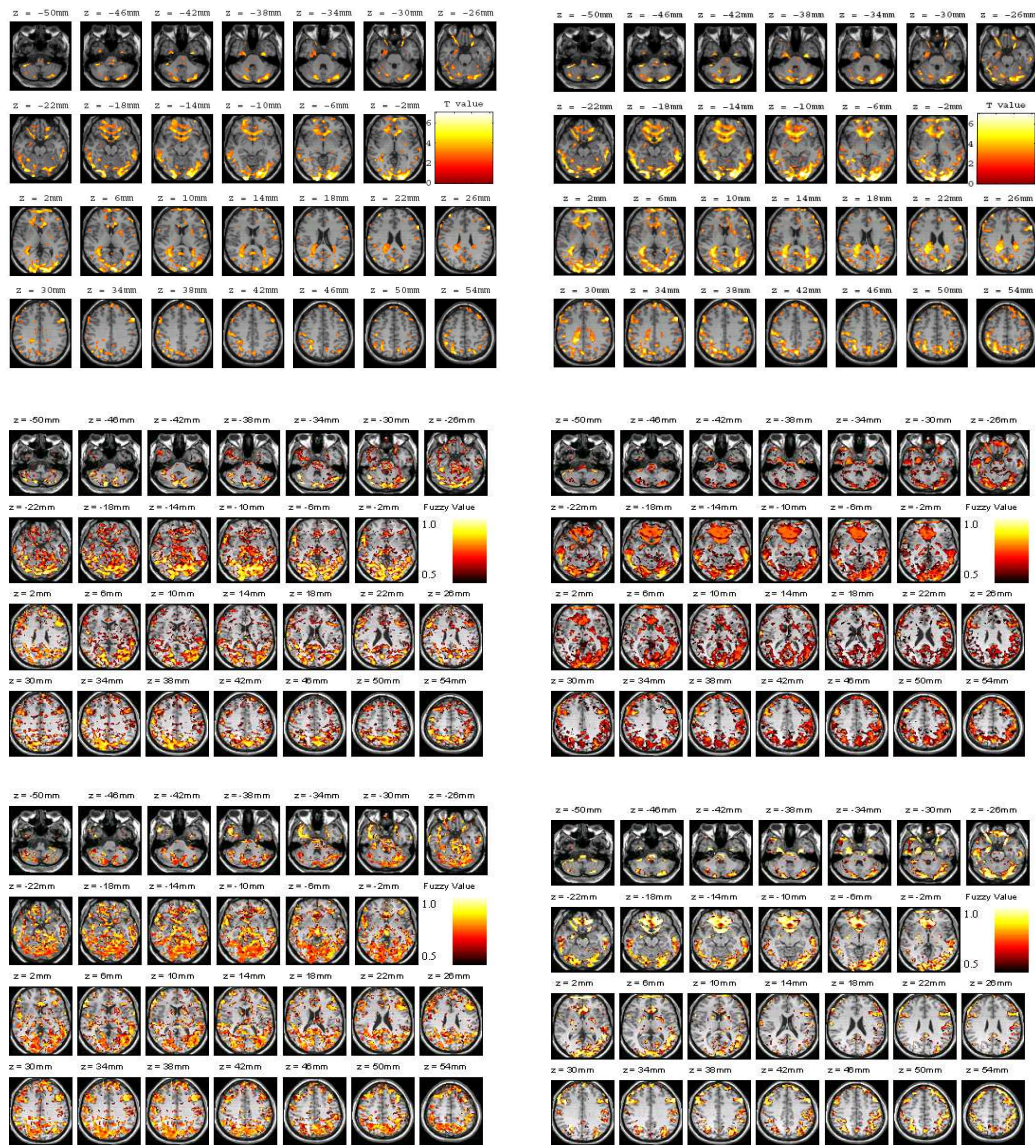 z = -50mm z = -46mm z = -42mm z = -38mm z = -34mm z = -30mm z = -26mm
z = -22mm z = -18mm z = -14mm z = -10mm z = -6mm z = -2mm T value
6
4
2
0
z = 2mm z = 6mm z = 10mm z = 14mm z = 18mm z = 22mm z = 26mm
z = 30mm z = 34mm z = 38mm z = 42mm z = 46mm z = 50mm z = 54mm
z = -50mm z = -46mm z = -42mm z = -38mm z = -34mm z = -30mm z = -26mm
z = -22mm z = -18mm z = -14mm z = -10mm z = -6mm z = -2mm T value
6
4
2
0
z = 2mm z = 6mm z = 10mm z = 14mm z = 18mm z = 22mm z = 26mm
z = 30mm z = 34mm z = 38mm z = 42mm z = 46mm z = 50mm z = 54mm
z = -50mm z = -46mm z = -42mm z = -38mm z = -34mm z = -30mm z = -26mm
z = -22mm z = -18mm z = -14mm z = -10mm z = -6mm z = -2mm Fuzzy Value
1.0
0.5
z = 2mm z = 6mm z = 10mm z = 14mm z = 18mm z = 22mm z = 26mm
z = 30mm z = 34mm z = 38mm z = 42mm z = 46mm z = 50mm z = 54mm
z = -50mm z = -46mm z = -42mm z = -38mm z = -34mm z = -30mm z = -26mm
z = -22mm z = -18mm z = -14mm z = -10mm z = -6mm z = -2mm Fuzzy Value
1.0
0.5
z = 2mm z = 6mm z = 10mm z = 14mm z = 18mm z = 22mm z = 26mm
z = 30mm z = 34mm z = 38mm z = 42mm z = 46mm z = 50mm z = 54mm
z = -50mm z = -46mm z = -42mm z = -38mm z = -34mm z = -30mm z = -26mm
z = -22mm z = -18mm z = -14mm z = -10mm z = -6mm z = -2mm Fuzzy Value
1.0
0.5
z = 2mm z = 6mm z = 10mm z = 14mm z = 18mm z = 22mm z = 26mm
z = 30mm z = 34mm z = 38mm z = 42mm z = 46mm z = 50mm z = 54mm
z = -50mm z = -46mm z = -42mm z = -38mm z = -34mm z = -30mm z = -26mm
z = -22mm z = -18mm z = -14mm z = -10mm z = -6mm z = -2mm Fuzzy Value
1.0
0.5
z = 2mm z = 6mm z = 10mm z = 14mm z = 18mm z = 22mm z = 26mm
z = 30mm z = 34mm z = 38mm z = 42mm z = 46mm z = 50mm z = 54mm